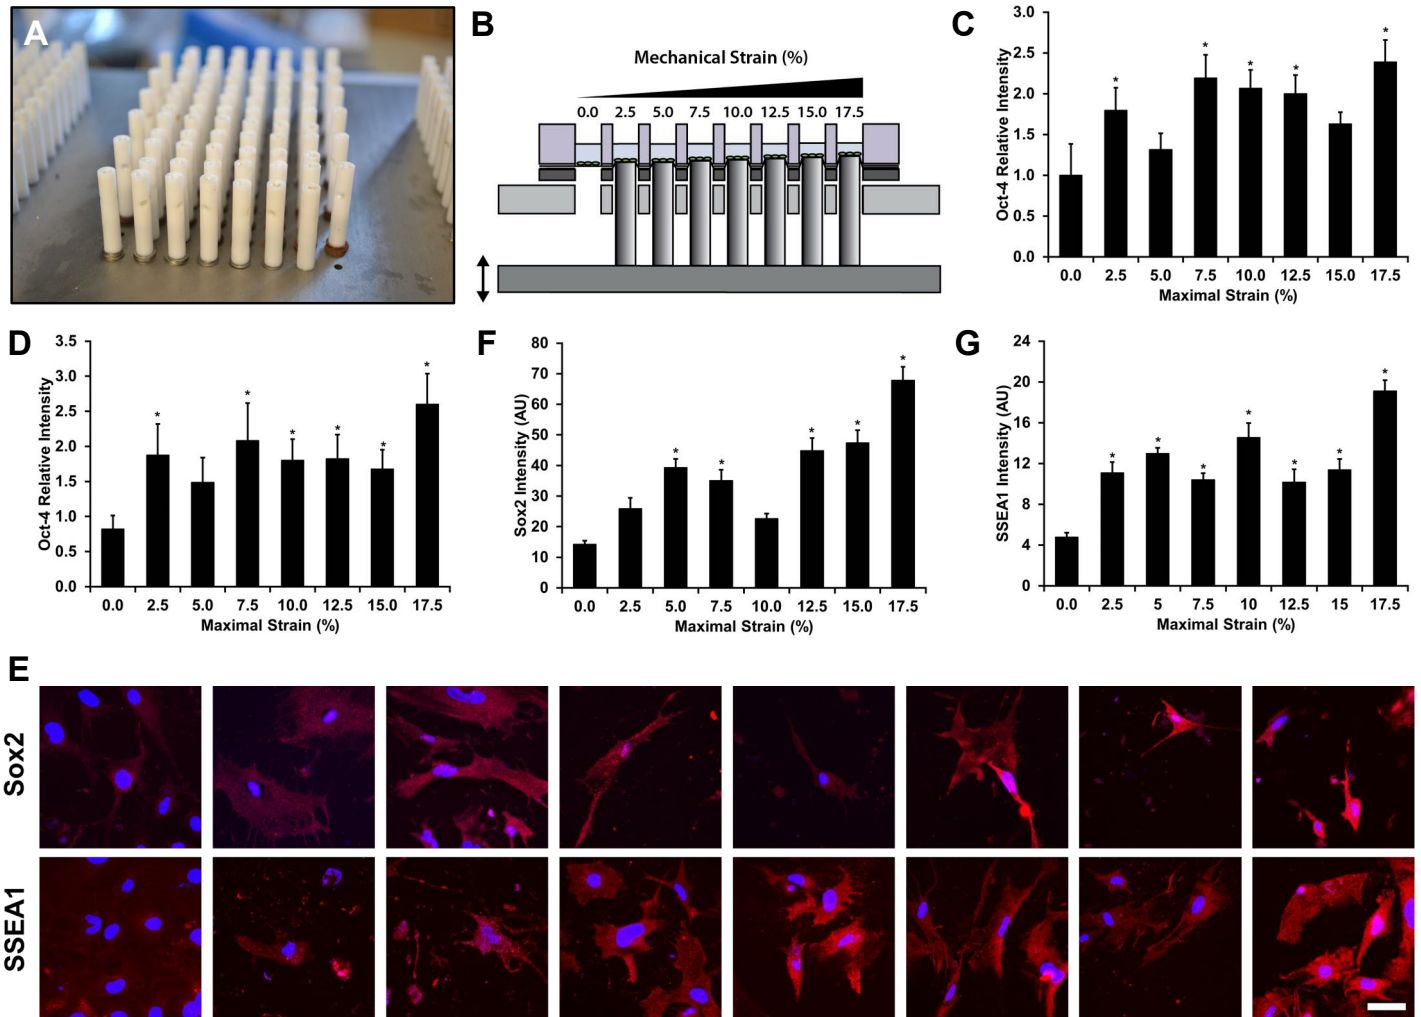 A
B
Mechanical Strain (%)
0.0 2.5 5.0 7.5 10.0 12.5 15.0 17.5
C
Oct-4 Relative Intensity
3.0
2.5
2.0
1.5
1.0
0.5
0.0
* * * * *
0.0 2.5 5.0 7.5 10.0 12.5 15.0 17.5
Maximal Strain (%)
D
Oct-4 Relative Intensity
3.5
3.0
2.5
2.0
1.5
1.0
0.5
0.0
* * * * * *
0.0 2.5 5.0 7.5 10.0 12.5 15.0 17.5
Maximal Strain (%)
F
Sox2 Intensity (AU)
80
70
60
50
40
30
20
10
0
* * * * *
0.0 2.5 5.0 7.5 10.0 12.5 15.0 17.5
Maximal Strain (%)
G
SSEA1 Intensity (AU)
24
20
16
12
8
4
0
* * * * * * *
0.0 2.5 5 7.5 10 12.5 15 17.5
Maximal Strain (%)
E
Sox2
SSEA1